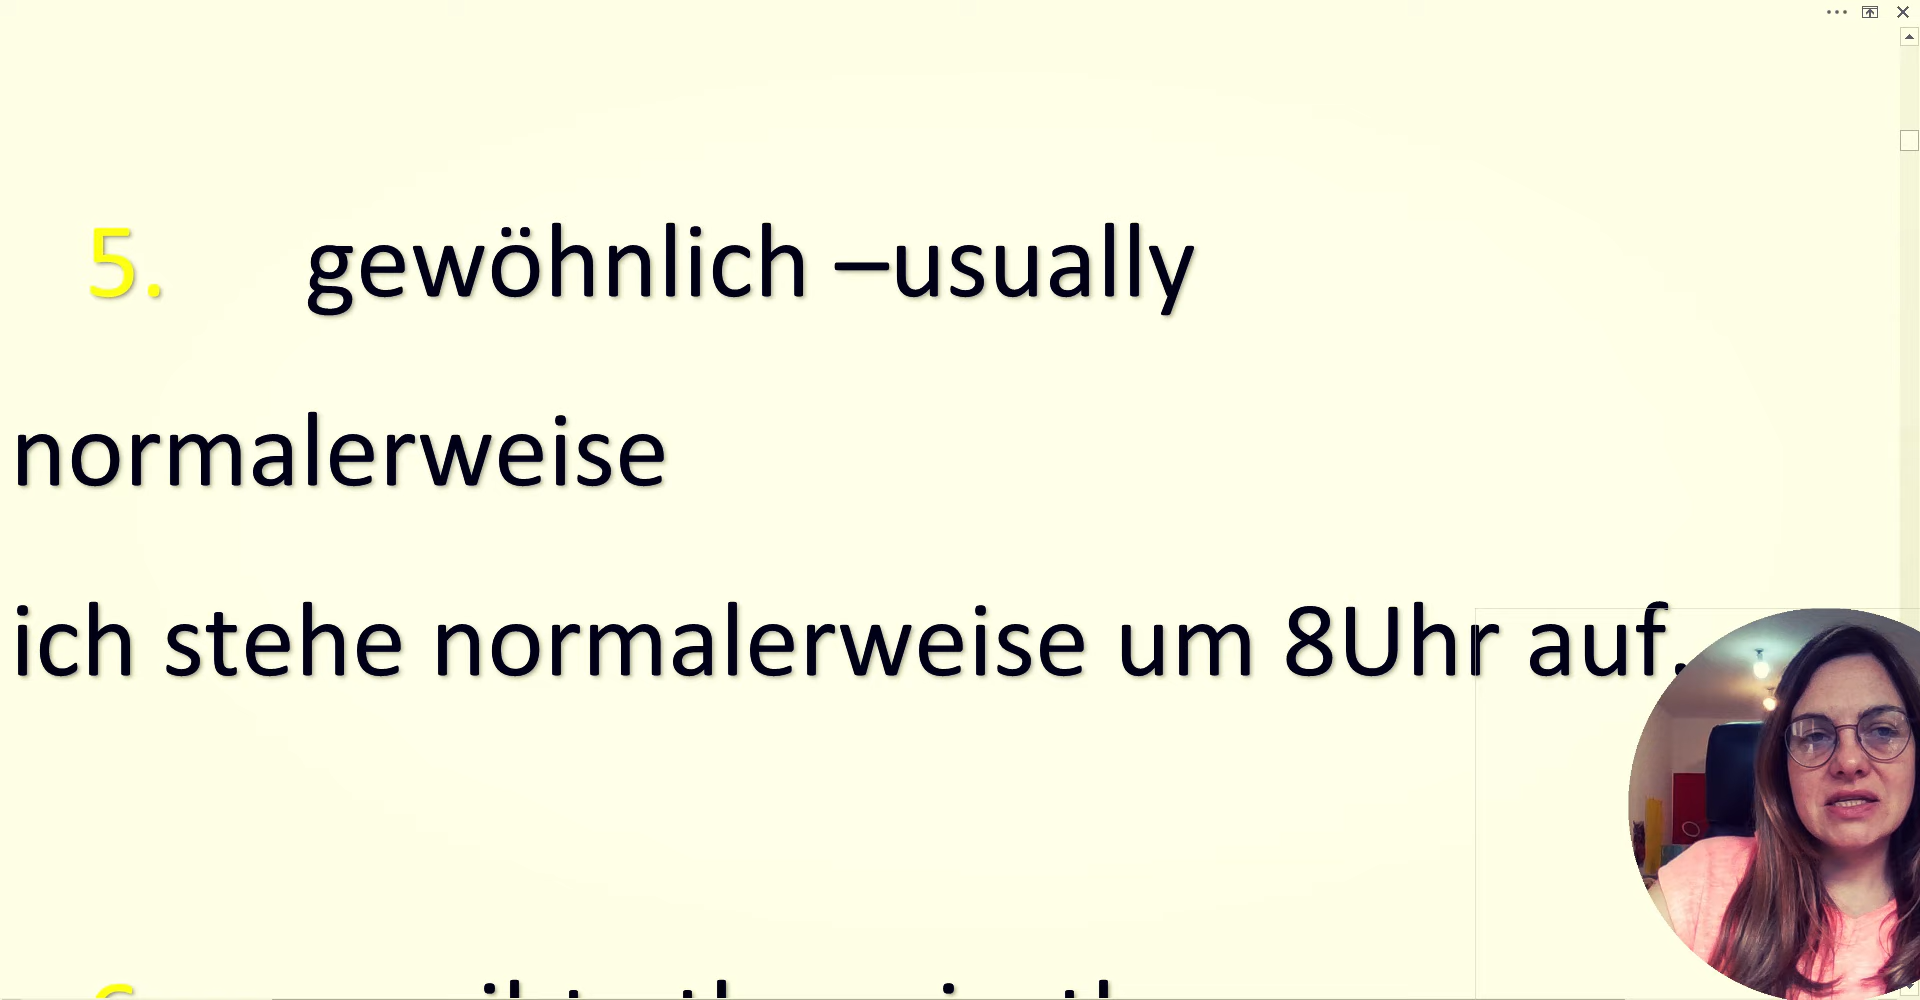 5. gewöhnlich –usually
normalerweise
ich stehe normalerweise um 8Uhr auf.